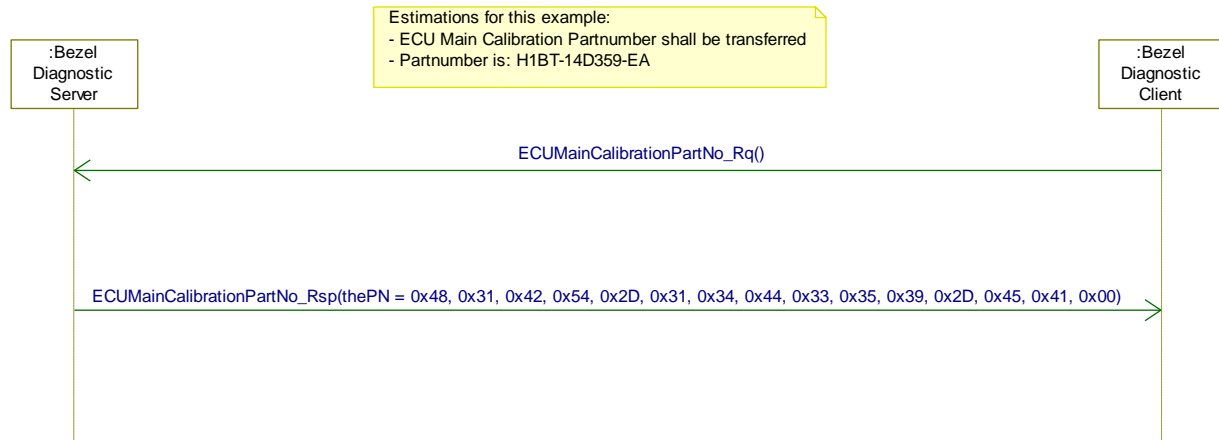 Estimations for this example:
- ECU Main Calibration Partnumber shall be transferred
- Partnumber is: H1BT-14D359-EA
:Bezel
Diagnostic
Server
:Bezel
Diagnostic
Client
ECUMainCalibrationPartNo_Rq()
ECUMainCalibrationPartNo_Rsp(thePN = 0x48, 0x31, 0x42, 0x54, 0x2D, 0x31, 0x34, 0x44, 0x33, 0x35, 0x39, 0x2D, 0x45, 0x41, 0x00)